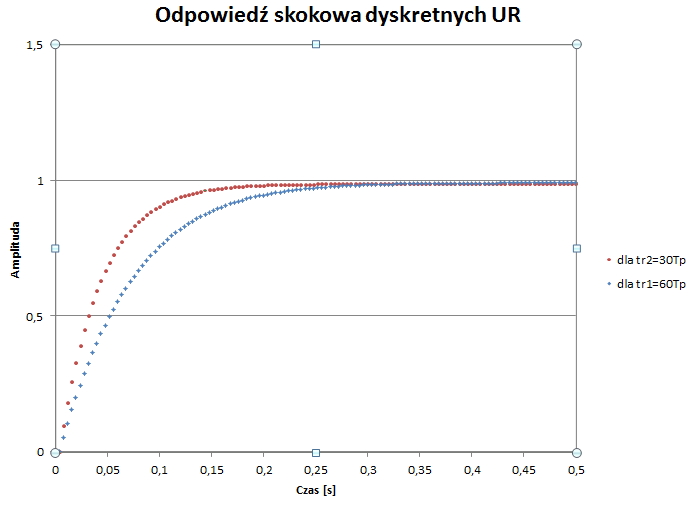 Odpowiedź skokowa dyskretnych UR
1,5
1
0,5
0
Amplituda
0 0,05 0,1 0,15 0,2 0,25 0,3 0,35 0,4 0,45 0,5
Czas [s]
dla tr2=30Tp
dla tr1=60Tp